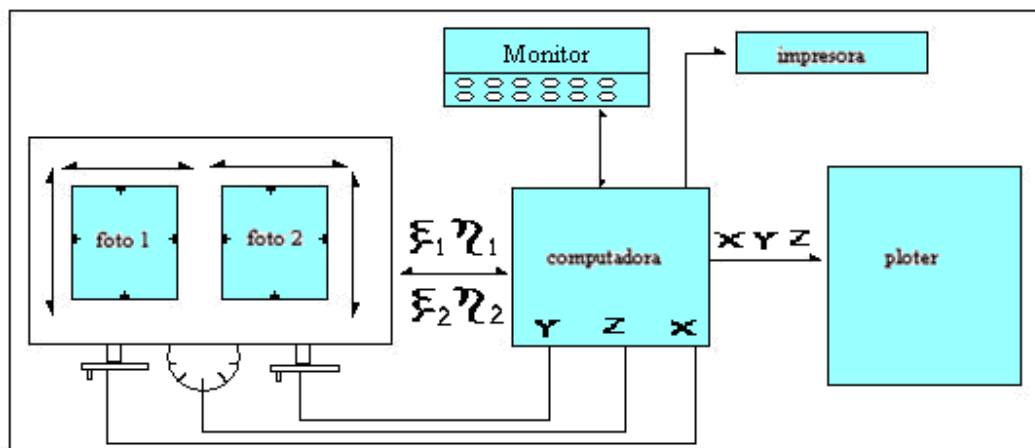 Monitor
impresora
foto 1
foto 2
ξ1 η1
ξ2 η2
computadora
X Y Z
ploter
Y Z X